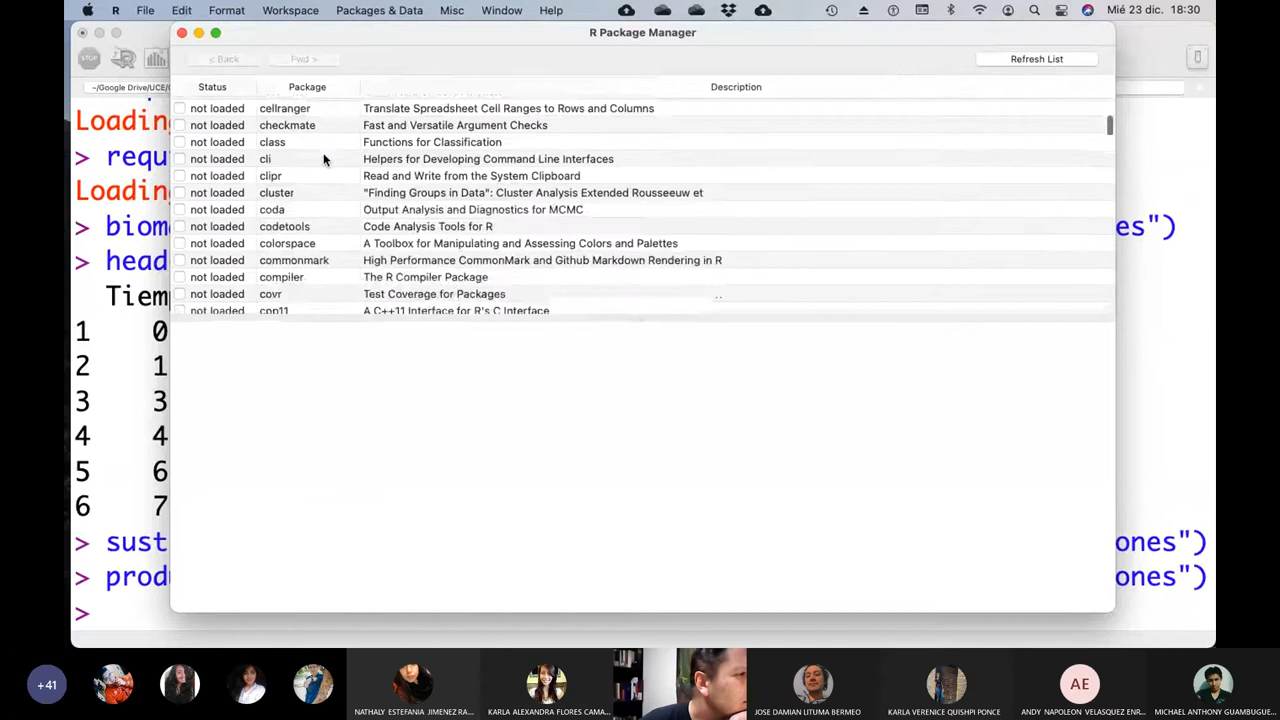 R File Edit Format Workspace Packages & Data Misc Window Help Mié 23 dic. 18:30
R Package Manager
STOP
< Back Fwd > Refresh List
~/Google Drive/UCE/
Status Package Description
not loaded cellranger Translate Spreadsheet Cell Ranges to Rows and Columns
not loaded checkmate Fast and Versatile Argument Checks
not loaded class Functions for Classification
not loaded cli Helpers for Developing Command Line Interfaces
not loaded clipr Read and Write from the System Clipboard
not loaded cluster "Finding Groups in Data": Cluster Analysis Extended Rousseeuw et
not loaded coda Output Analysis and Diagnostics for MCMC
not loaded codetools Code Analysis Tools for R
not loaded colorspace A Toolbox for Manipulating and Assessing Colors and Palettes
not loaded commonmark High Performance CommonMark and Github Markdown Rendering in R
not loaded compiler The R Compiler Package
not loaded covr Test Coverage for Packages
not loaded cpp11 A C++11 Interface for R's C Interface
Loadin
> requ
Loadin
> biom es")
> head
Tiem
1 0
2 1
3 3
4 4
5 6
6 7
> sust ones")
> prod ones")
>
+41
NATHALY ESTEFANIA JIMENEZ RA...
KARLA ALEXANDRA FLORES CAMA...
JOSE DAMIAN LITUMA BERMEO
KARLA VERENICE QUISHPI PONCE
AE
ANDY NAPOLEON VELASQUEZ ENR...
MICHAEL ANTHONY GUAMBUGUE...